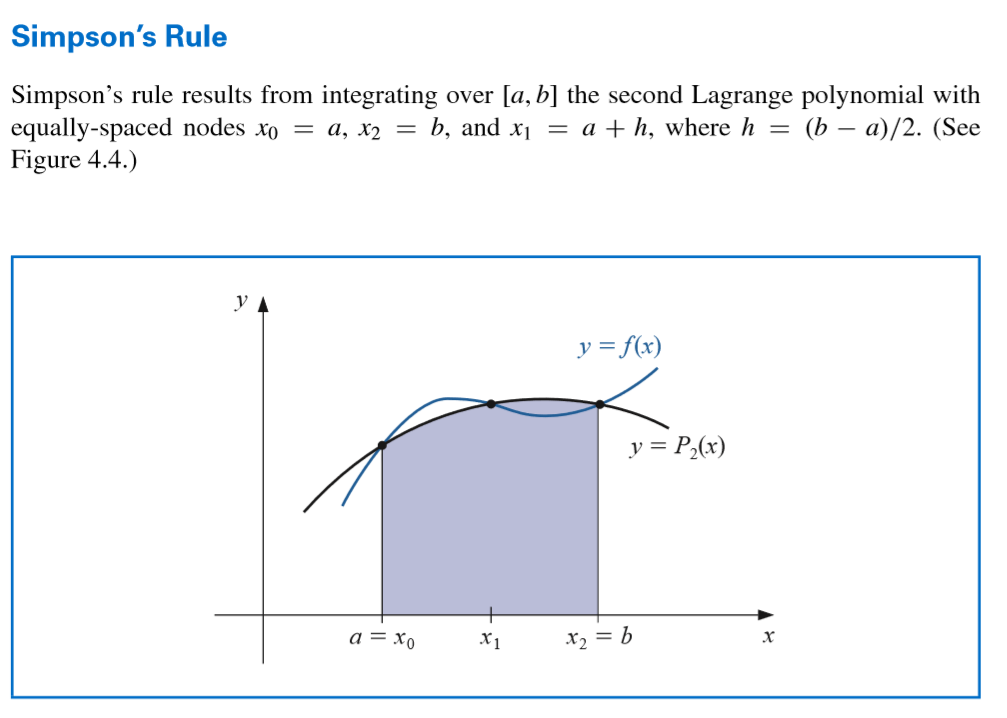 Simpson's Rule
Simpson's rule results from integrating over [a, b] the second Lagrange polynomial with
equally-spaced nodes x₀ = a, x₂ = b, and x₁ = a + h, where h = (b − a)/2. (See
Figure 4.4.)
y
y = f(x)
y = P₂(x)
a = x₀
x₁
x₂ = b
x